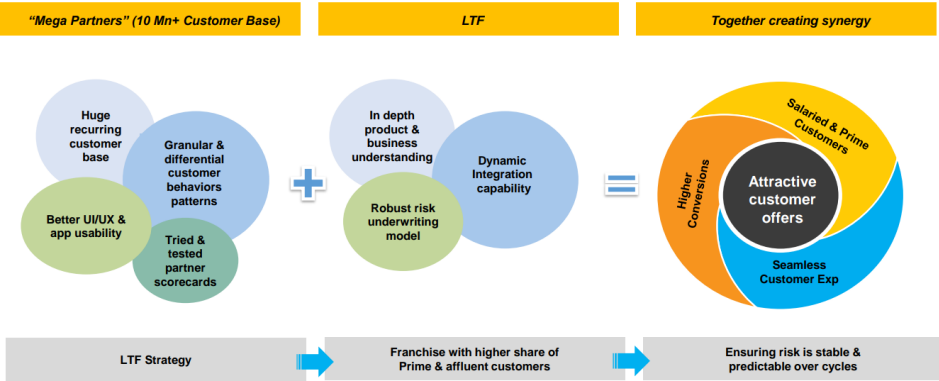 “Mega Partners” (10 Mn+ Customer Base)
LTF
Together creating synergy
Huge
recurring
customer
base
Granular &
differential
customer
behaviors
patterns
Better UI/UX &
app usability
Tried &
tested
partner
scorecards
In depth
product &
business
understanding
Dynamic
Integration
capability
Robust risk
underwriting
model
Salaried & Prime
Customers
Higher
Conversions
Attractive
customer
offers
Seamless
Customer Exp
LTF Strategy
Franchise with higher share of
Prime & affluent customers
Ensuring risk is stable &
predictable over cycles